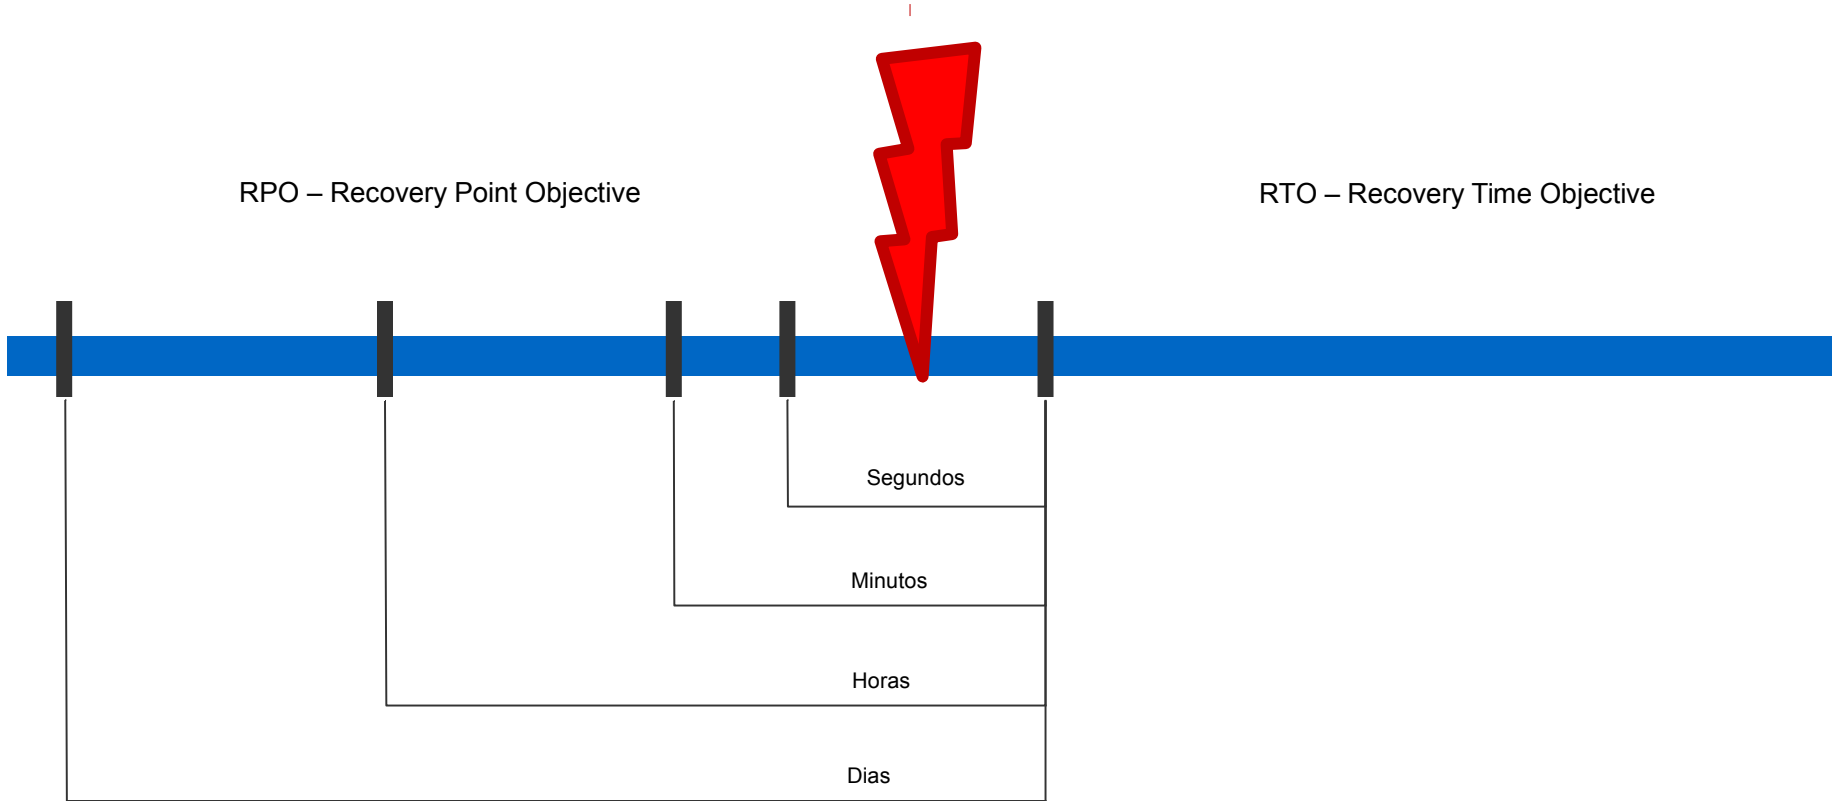 RPO – Recovery Point Objective
RTO – Recovery Time Objective
Segundos
Minutos
Horas
Dias